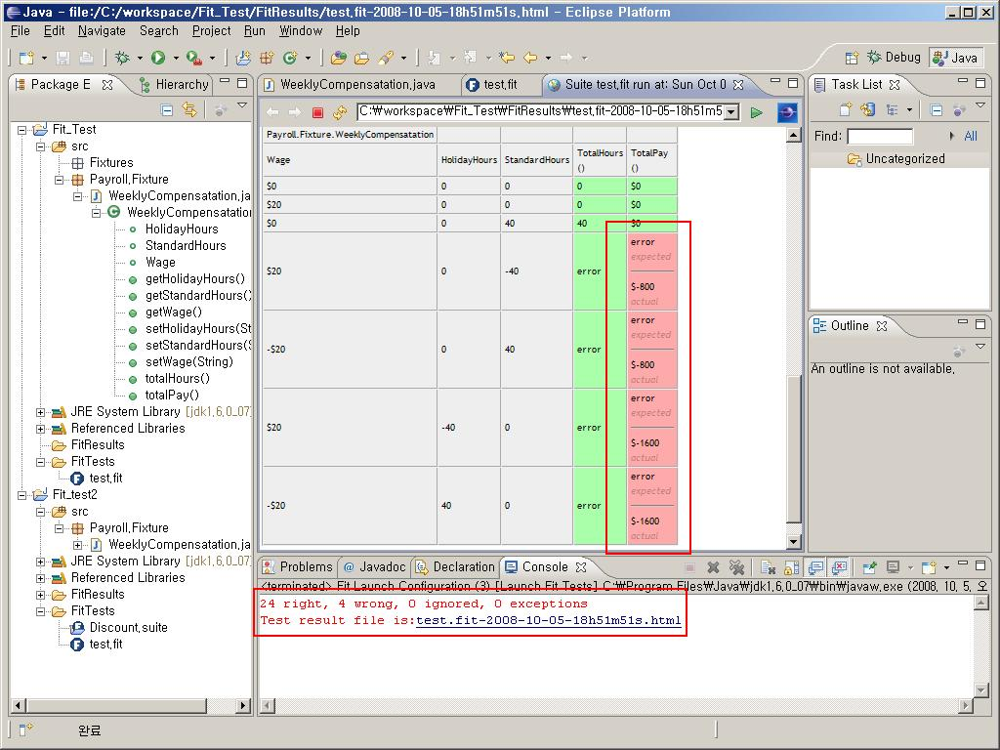 Java - file:/C:/workspace/Fit_Test/FitResults/test.fit-2008-10-05-18h51m51s.html - Eclipse Platform
File Edit Navigate Search Project Run Window Help
Debug Java
Package E Hierarchy
Fit_Test
src
Fixtures
Payroll.Fixture
WeeklyCompensatation.ja
WeeklyCompensatation
HolidayHours
StandardHours
Wage
getHolidayHours()
getStandardHours()
getWage()
setHolidayHours(St
setStandardHours(S
setWage(String)
totalHours()
totalPay()
JRE System Library [jdk1.6.0_07]
Referenced Libraries
FitResults
FitTests
test.fit
Fit_test2
src
Payroll.Fixture
WeeklyCompensatation.ja
JRE System Library [jdk1.6.0_07]
Referenced Libraries
FitResults
FitTests
Discount.suite
test.fit
WeeklyCompensatation.java test.fit Suite test.fit run at: Sun Oct 0
C:₩workspace₩Fit_Test₩FitResults₩test.fit-2008-10-05-18h51m5
Payroll.Fixture.WeeklyCompensatation
Wage HolidayHours StandardHours TotalHours () TotalPay ()
$0 0 0 0 $0
$20 0 0 0 $0
$0 0 40 40 $0
$20 0 -40 error error expected
$-800 actual
-$20 0 40 error error expected
$-800 actual
$20 -40 0 error error expected
$-1600 actual
-$20 40 0 error error expected
$-1600 actual
Problems Javadoc Declaration Console
<terminated> Fit Launch Configuration (3) [Launch Fit Tests] C:₩Program Files₩Java₩jdk1.6.0_07₩bin₩javaw.exe (2008. 10. 5. 오
24 right, 4 wrong, 0 ignored, 0 exceptions
Test result file is:test.fit-2008-10-05-18h51m51s.html
Task List
Find: All
Uncategorized
Outline
An outline is not available.
완료